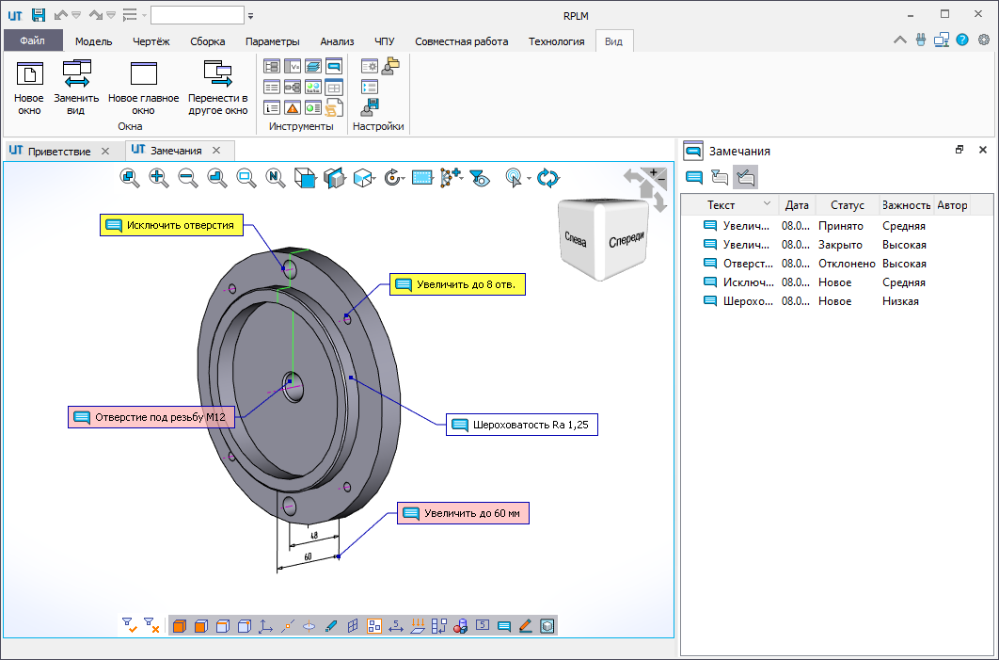 RPLM
Файл Модель Чертёж Сборка Параметры Анализ ЧПУ Совместная работа Технология Вид
Новое окно
Заменить вид
Новое главное окно
Перенести в другое окно
Окна
Инструменты
Настройки
Приветствие
Замечания
Исключить отверстия
Увеличить до 8 отв.
Отверстие под резьбу М12
Шероховатость Ra 1,25
Увеличить до 60 мм
48
60
Слева
Спереди
Замечания
Текст Дата Статус Важность Автор
Увелич... 08.0... Принято Средняя
Увелич... 08.0... Закрыто Высокая
Отверст... 08.0... Отклонено Высокая
Исключ... 08.0... Новое Средняя
Шерохо... 08.0... Новое Низкая